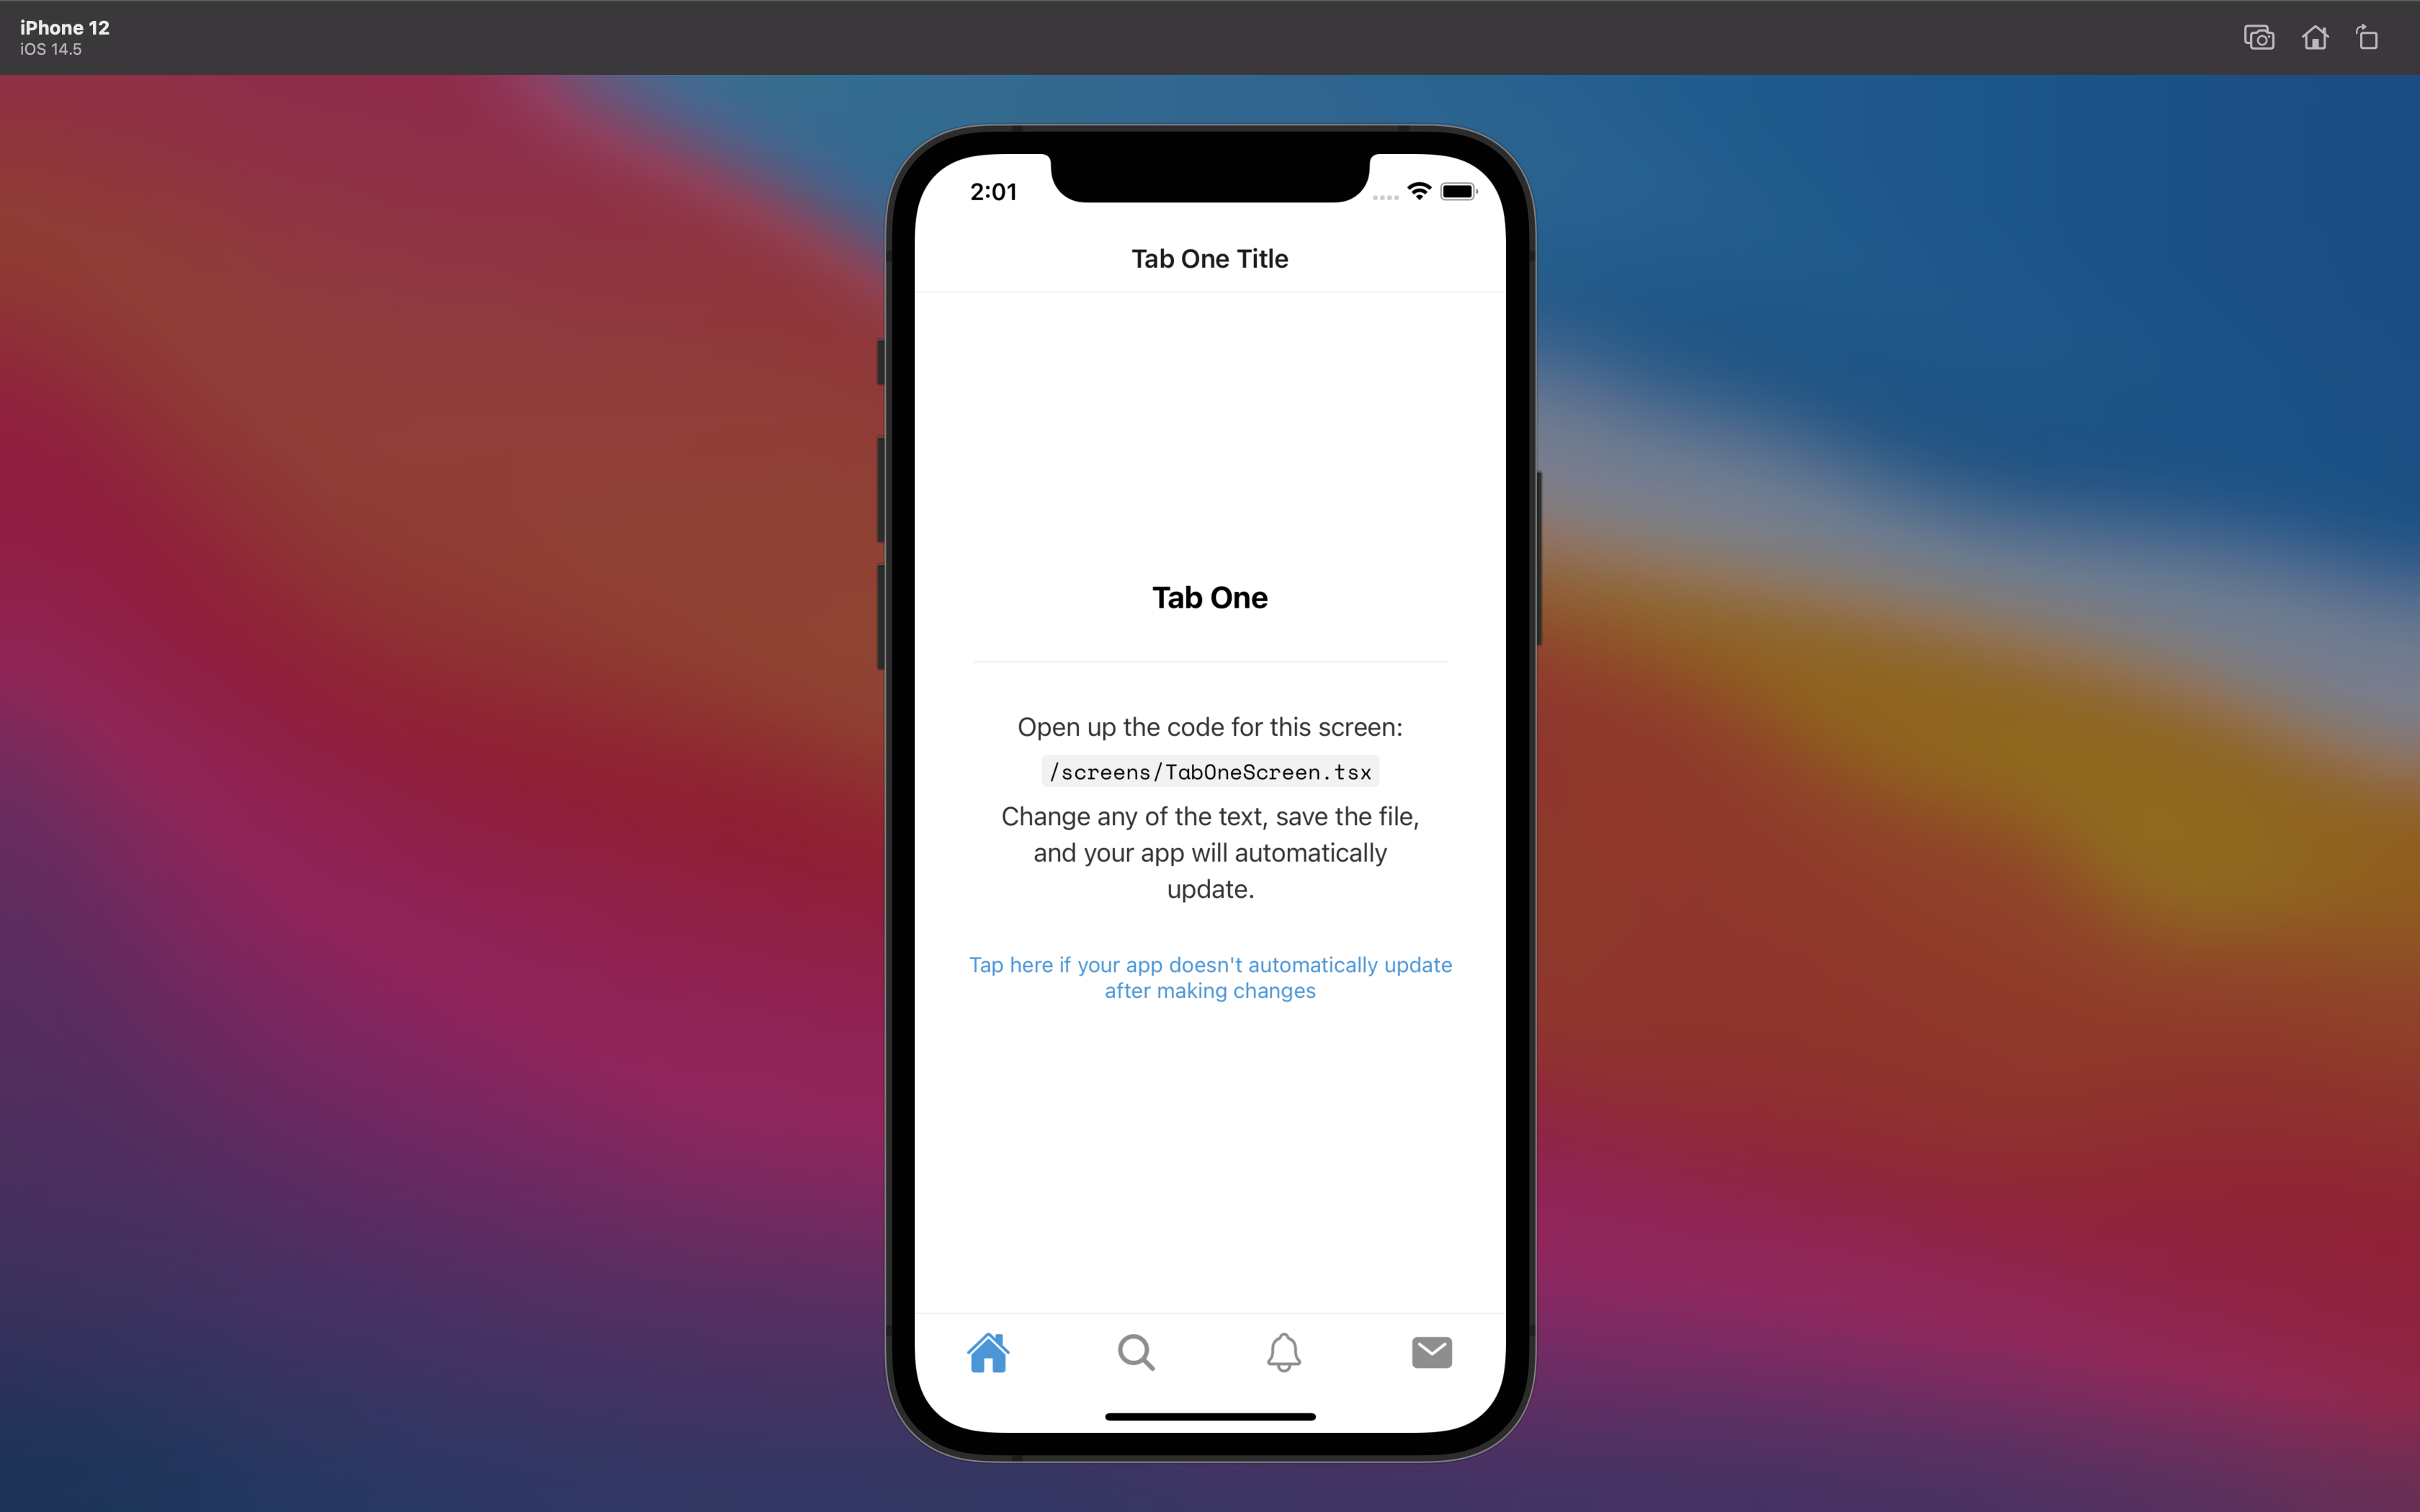 iPhone 12
iOS 14.5
2:01
Tab One Title
Tab One
Open up the code for this screen:
/screens/TabOneScreen.tsx
Change any of the text, save the file,
and your app will automatically
update.
Tap here if your app doesn't automatically update
after making changes